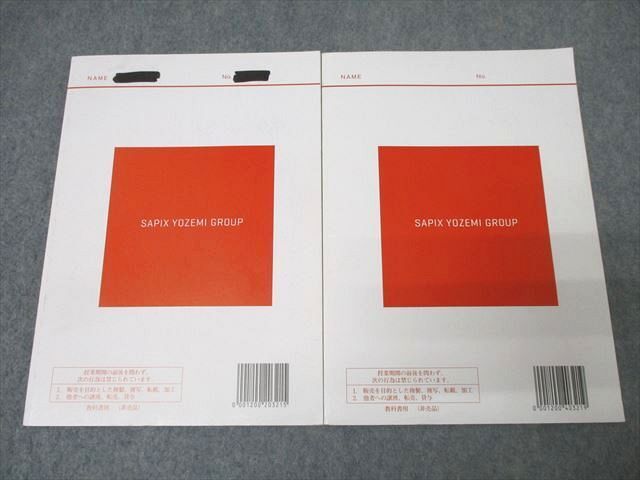 NAME No.
SAPIX YOZEMI GROUP
授業期間の前後を問わず、
次の行為は禁じられています。
1. 販売を目的とした複製、複写、転載、加工
2. 他者への譲渡、転売、貸与
教科書用 (非売品)
0001200203215
NAME No.
SAPIX YOZEMI GROUP
授業期間の前後を問わず、
次の行為は禁じられています。
1. 販売を目的とした複製、複写、転載、加工
2. 他者への譲渡、転売、貸与
教科書用 (非売品)
0001200403219